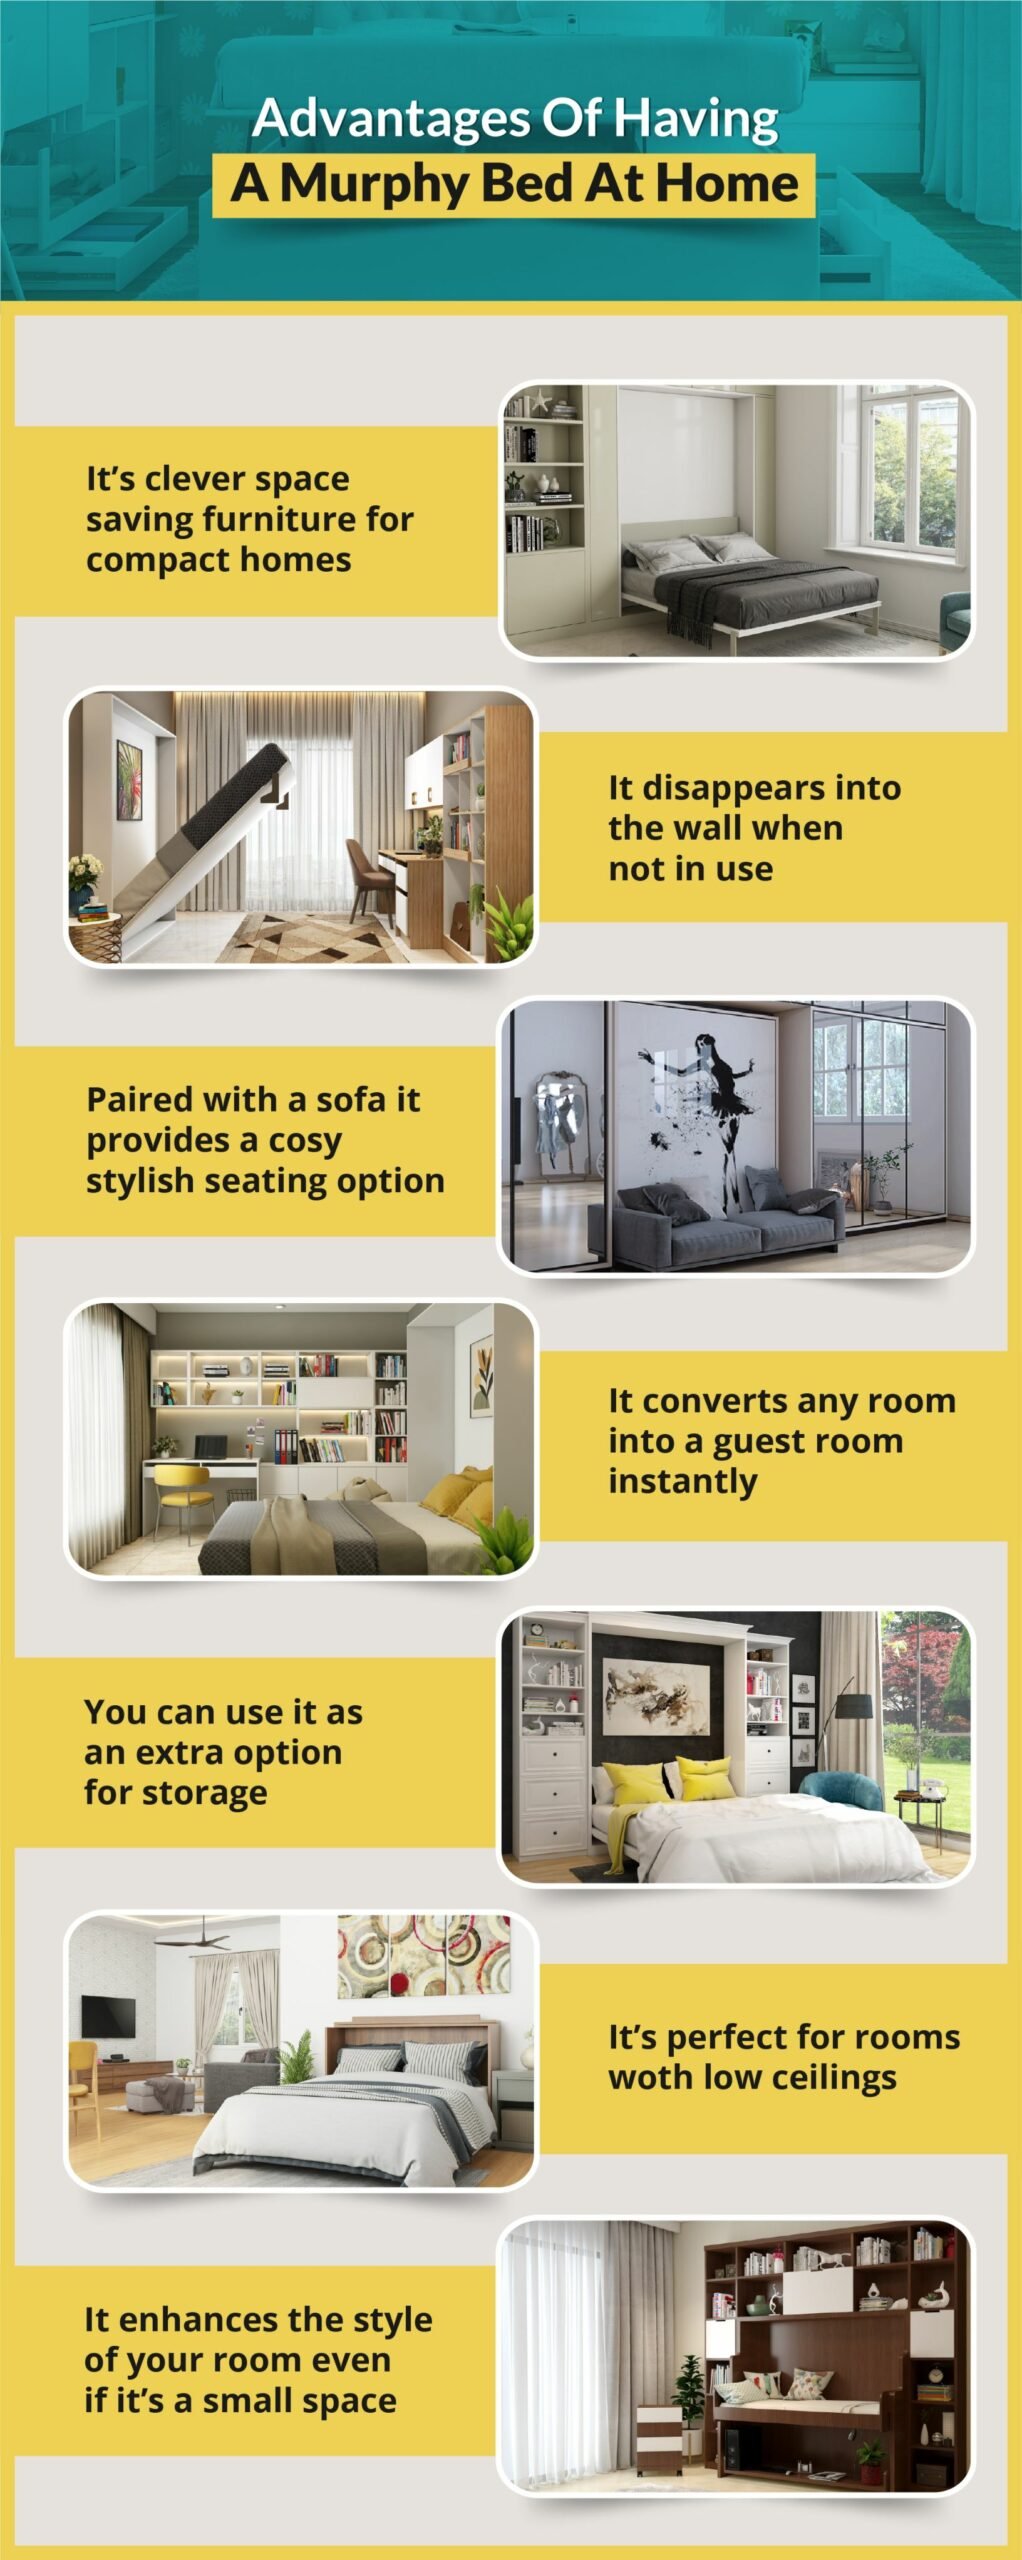 Advantages Of Having
A Murphy Bed At Home
It's clever space
saving furniture for
compact homes
It disappears into
the wall when
not in use
Paired with a sofa it
provides a cosy
stylish seating option
It converts any room
into a guest room
instantly
You can use it as
an extra option
for storage
It's perfect for rooms
woth low ceilings
It enhances the style
of your room even
if it's a small space